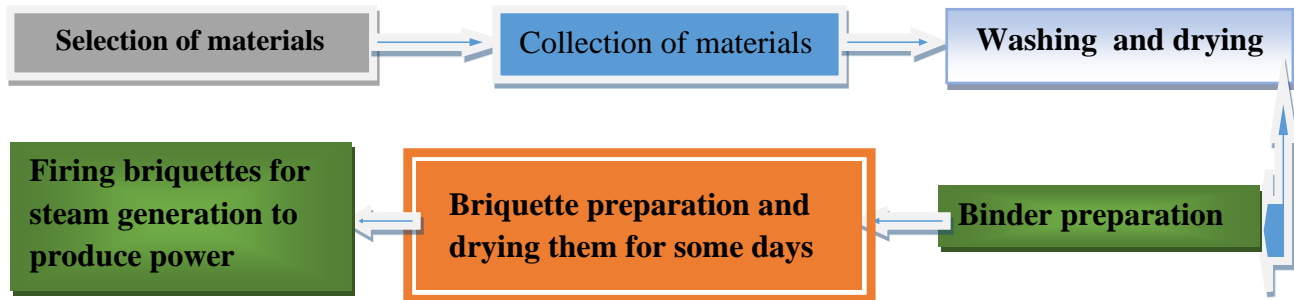 Selection of materials
Collection of materials
Washing and drying
Firing briquettes for
steam generation to
produce power
Briquette preparation and
drying them for some days
Binder preparation